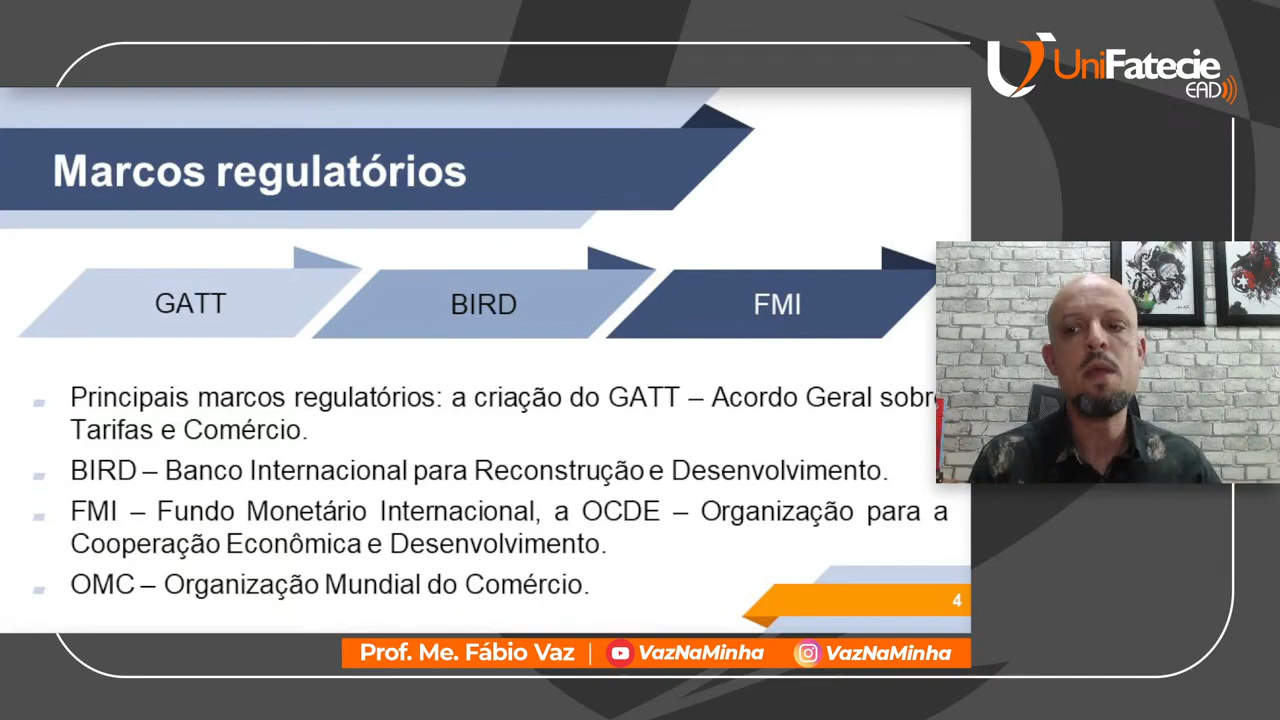 UniFatecie
EAD
Marcos regulatórios
GATT
BIRD
FMI
Principais marcos regulatórios: a criação do GATT – Acordo Geral sobre
Tarifas e Comércio.
BIRD – Banco Internacional para Reconstrução e Desenvolvimento.
FMI – Fundo Monetário Internacional, a OCDE – Organização para a
Cooperação Econômica e Desenvolvimento.
OMC – Organização Mundial do Comércio.
4
Prof. Me. Fábio Vaz | VazNaMinha VazNaMinha